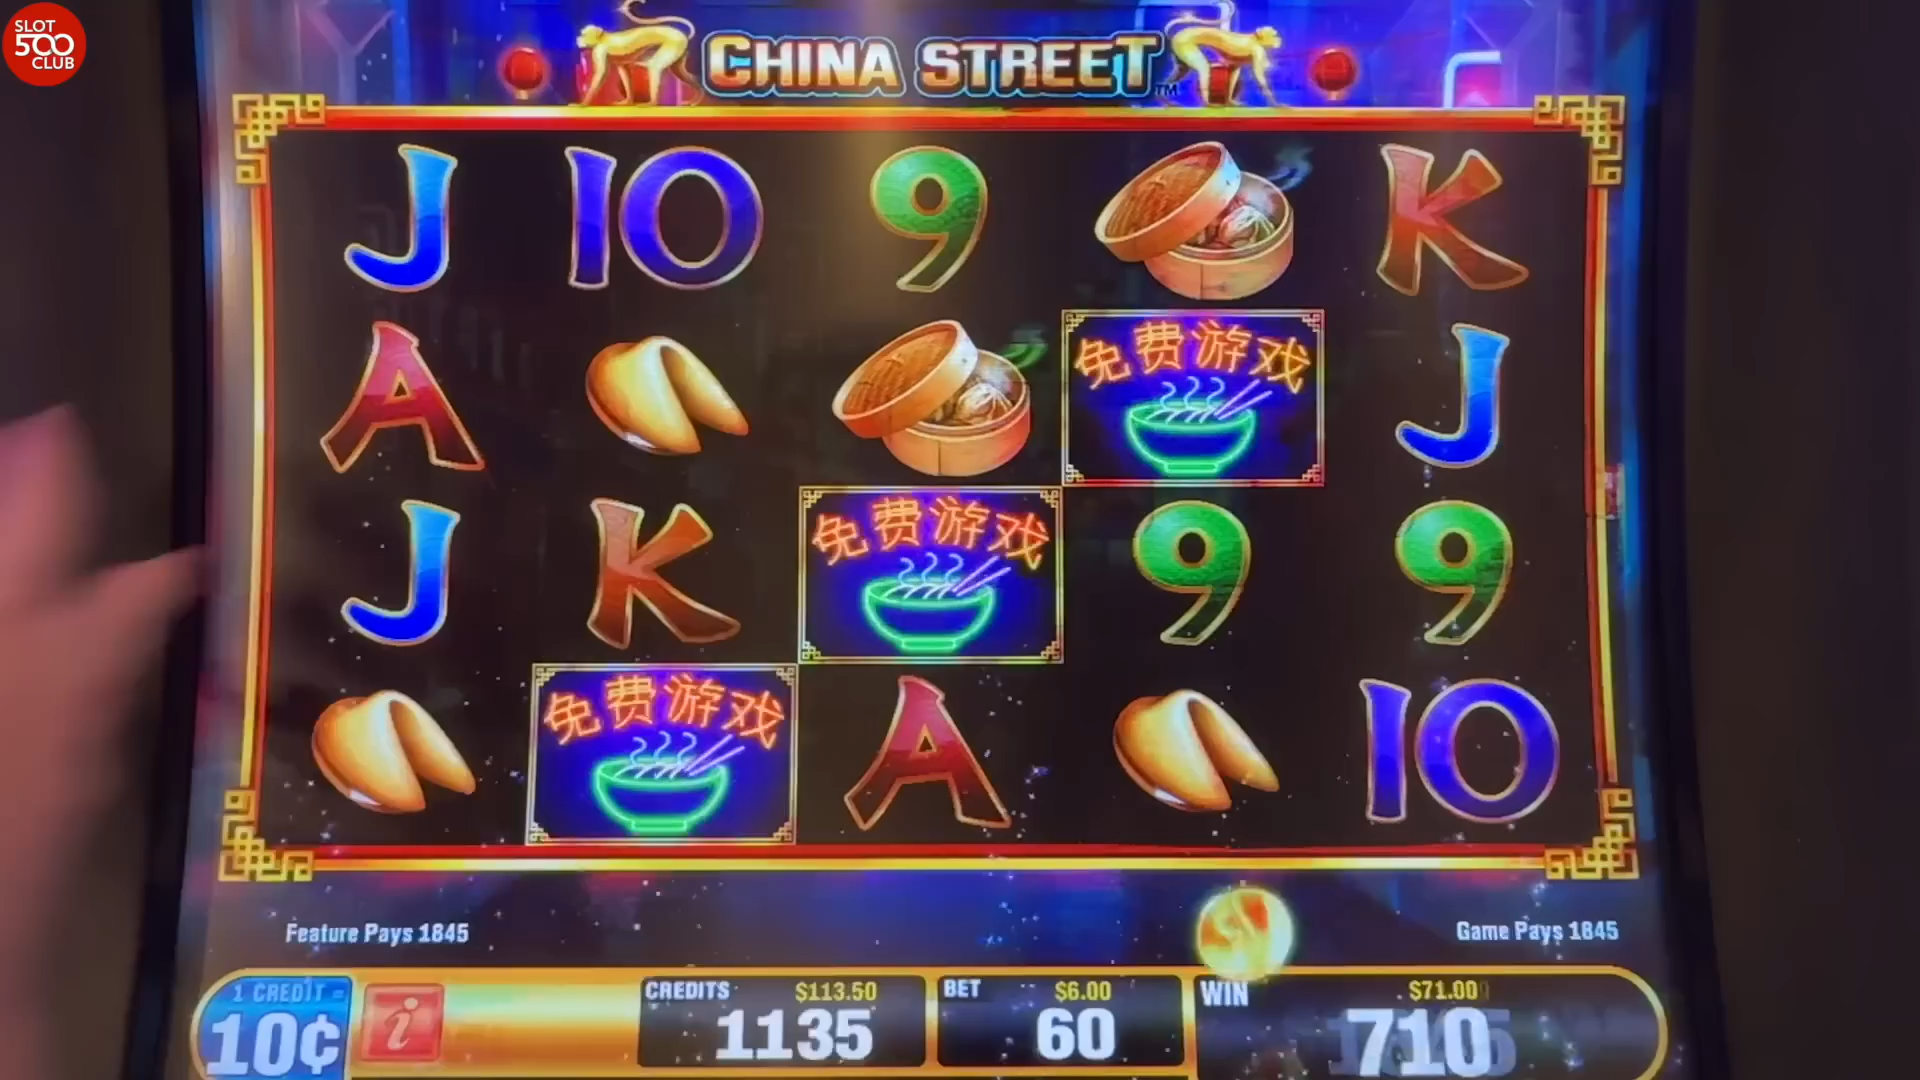 SLOT
500
CLUB
CHINA STREET™
J 10 9 K
免费游戏
A J
免费游戏
J K 9 9
免费游戏
A 10
Feature Pays 1845
Game Pays 1845
1 CREDIT =
10¢
i
CREDITS $113.50
1135
BET $6.00
60
WIN $71.00
710